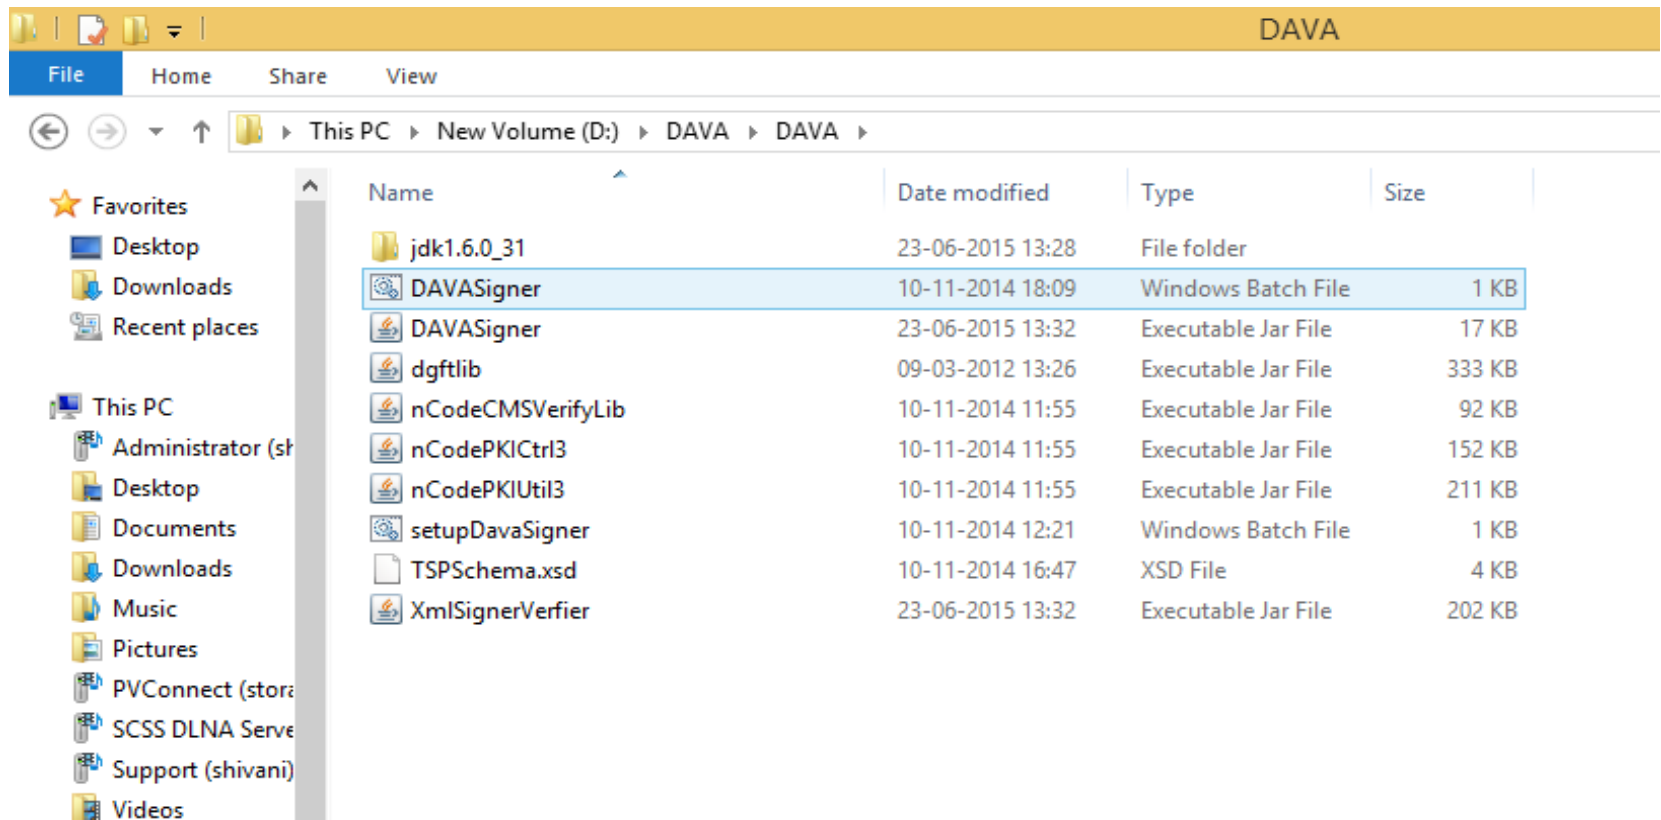 DAVA
File Home Share View
This PC New Volume (D:) DAVA DAVA
Name Date modified Type Size
Favorites
Desktop
Downloads
Recent places
This PC
Administrator (sh
Desktop
Documents
Downloads
Music
Pictures
PVConnect (stora
SCSS DLNA Serve
Support (shivani)
Videos
jdk1.6.0_31 23-06-2015 13:28 File folder
DAVASigner 10-11-2014 18:09 Windows Batch File 1 KB
DAVASigner 23-06-2015 13:32 Executable Jar File 17 KB
dgftlib 09-03-2012 13:26 Executable Jar File 333 KB
nCodeCMSVerifyLib 10-11-2014 11:55 Executable Jar File 92 KB
nCodePKICtrl3 10-11-2014 11:55 Executable Jar File 152 KB
nCodePKIUtil3 10-11-2014 11:55 Executable Jar File 211 KB
setupDavaSigner 10-11-2014 12:21 Windows Batch File 1 KB
TSPSchema.xsd 10-11-2014 16:47 XSD File 4 KB
XmlSignerVerfier 23-06-2015 13:32 Executable Jar File 202 KB